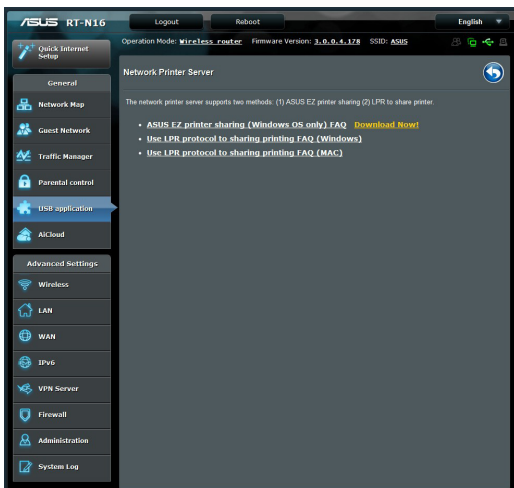 ASUS RT-N16
Logout Reboot English
Operation Mode: Wireless router Firmware Version: 3.0.0.4.178 SSID: ASUS
Quick Internet
Setup
General
Network Map
Guest Network
Traffic Manager
Parental control
USB application
AiCloud
Advanced Settings
Wireless
LAN
WAN
IPv6
VPN Server
Firewall
Administration
System Log
Network Printer Server
The network printer server supports two methods: (1) ASUS EZ printer sharing (2) LPR to share printer.
• ASUS EZ printer sharing (Windows OS only) FAQ Download Now!
• Use LPR protocol to sharing printing FAQ (Windows)
• Use LPR protocol to sharing printing FAQ (MAC)